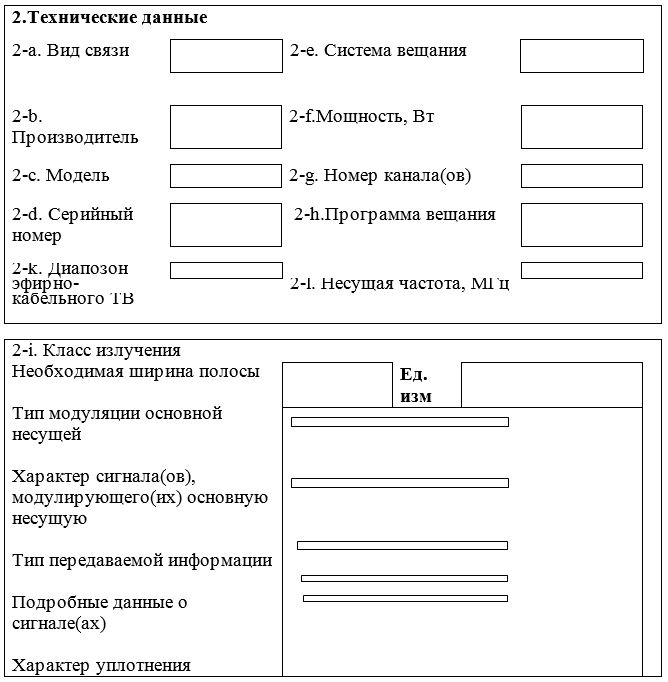 2.Технические данные
2-a. Вид связи
2-e. Система вещания
2-b.
Производитель
2-f.Мощность, Вт
2-c. Модель
2-g. Номер канала(ов)
2-d. Серийный
номер
2-h.Программа вещания
2-k. Диапозон
эфирно-
кабельного ТВ
2-l. Несущая частота, МГц
2-i. Класс излучения
Необходимая ширина полосы
Ед.
изм
Тип модуляции основной
несущей
Характер сигнала(ов),
модулирующего(их) основную
несущую
Тип передаваемой информации
Подробные данные о
сигнале(ах)
Характер уплотнения